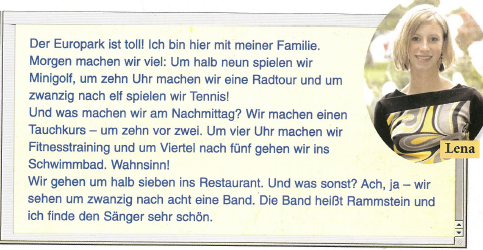 Der Europark ist toll! Ich bin hier mit meiner Familie.
Morgen machen wir viel: Um halb neun spielen wir
Minigolf, um zehn Uhr machen wir eine Radtour und um
zwanzig nach elf spielen wir Tennis!
Und was machen wir am Nachmittag? Wir machen einen
Tauchkurs – um zehn vor zwei. Um vier Uhr machen wir
Fitnesstraining und um Viertel nach fünf gehen wir ins
Schwimmbad. Wahnsinn!
Wir gehen um halb sieben ins Restaurant. Und was sonst? Ach, ja – wir
sehen um zwanzig nach acht eine Band. Die Band heißt Rammstein und
ich finde den Sänger sehr schön.
Lena